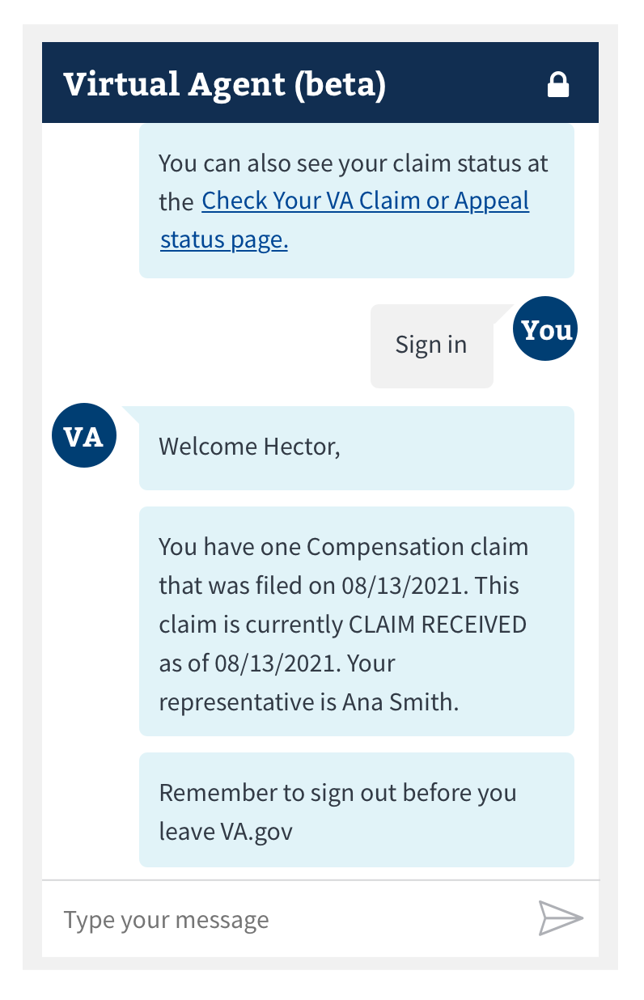 Virtual Agent (beta)
You can also see your claim status at
the Check Your VA Claim or Appeal
status page.
You
Sign in
VA
Welcome Hector,
You have one Compensation claim
that was filed on 08/13/2021. This
claim is currently CLAIM RECEIVED
as of 08/13/2021. Your
representative is Ana Smith.
Remember to sign out before you
leave VA.gov
Type your message